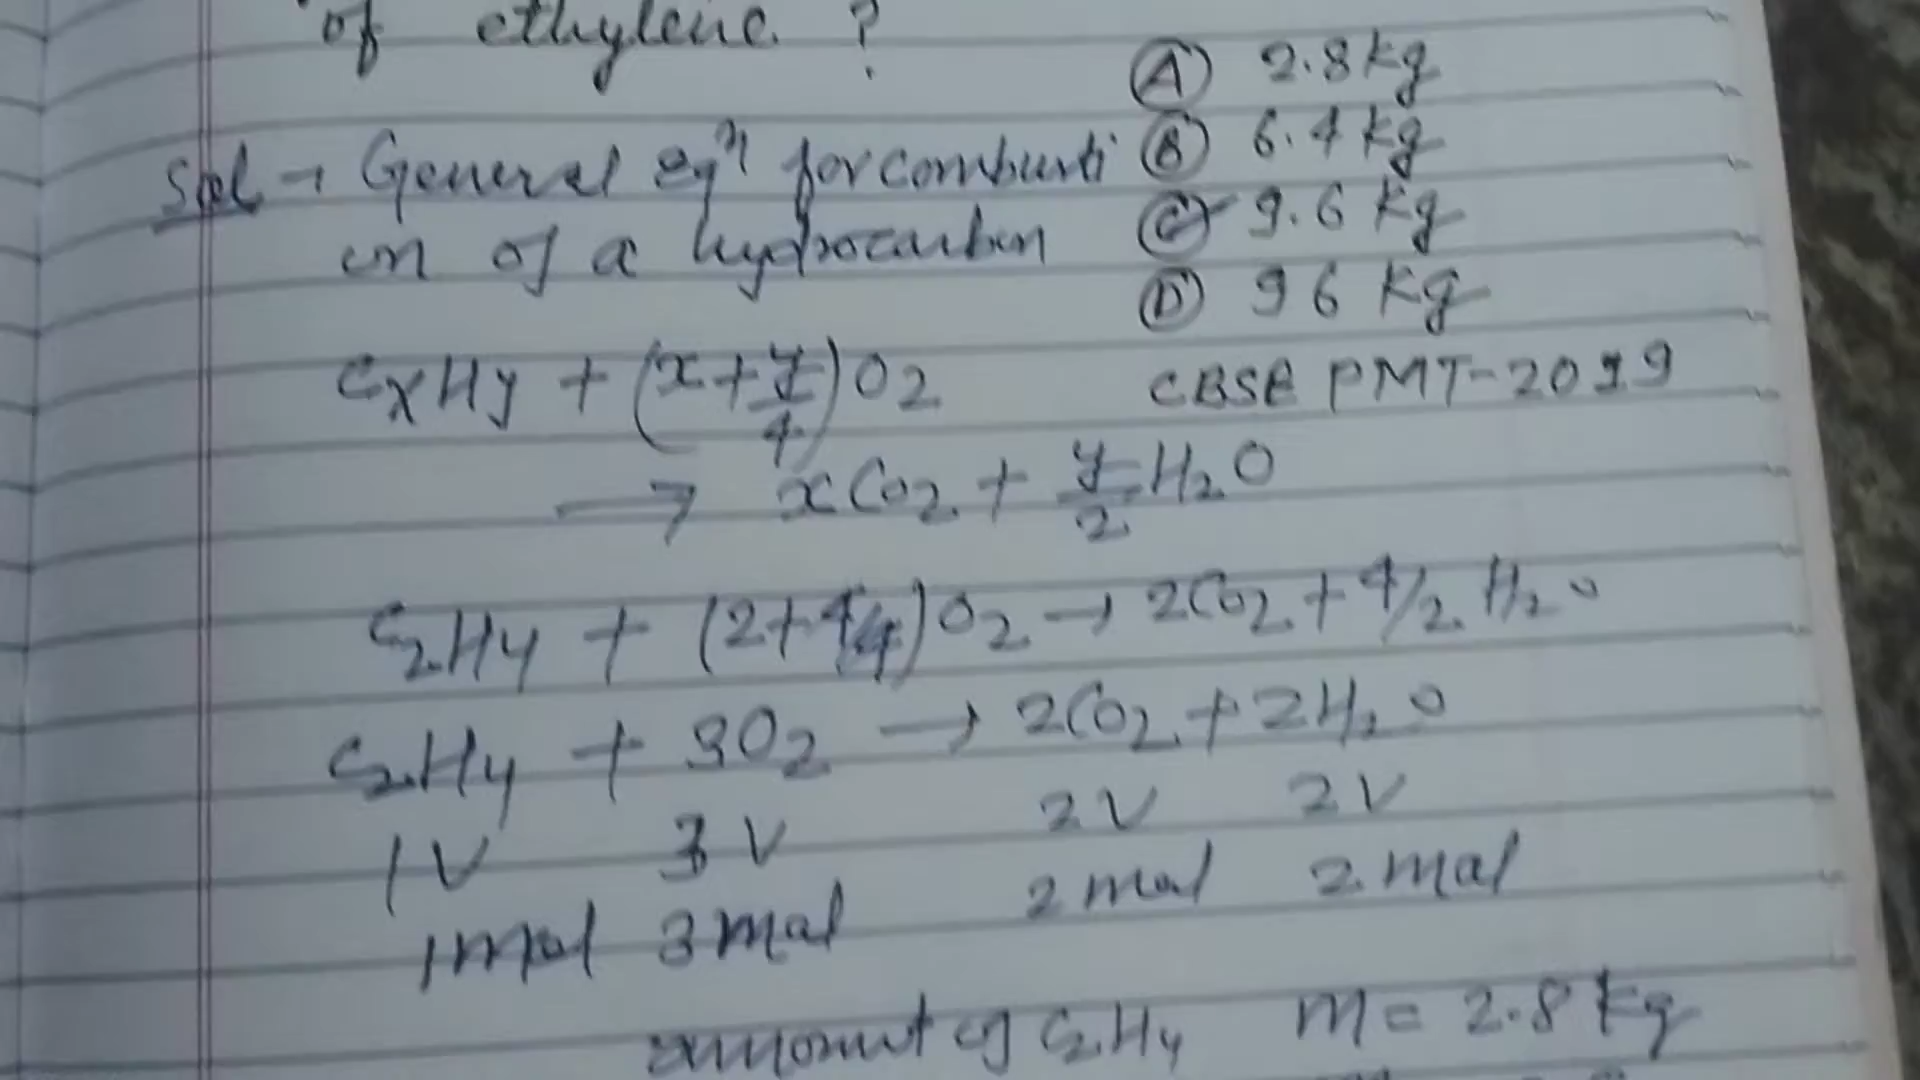 of ethylene ?
(A) 2.8 kg
(B) 6.4 kg
(C) 9.6 kg
(D) 96 kg
CBSE PMT-2019
Sol → General eqn for combusti
on of a hydrocarbon
CxHy + (x+y/4)O2
→ xCO2 + y/2 H2O
C2H4 + (2+4/4)O2 → 2CO2 + 4/2 H2O
C2H4 + 3O2 → 2CO2 + 2H2O
1V 3V 2V 2V
1mol 3mol 2mol 2mol
ammount of C2H4 m = 2.8 kg